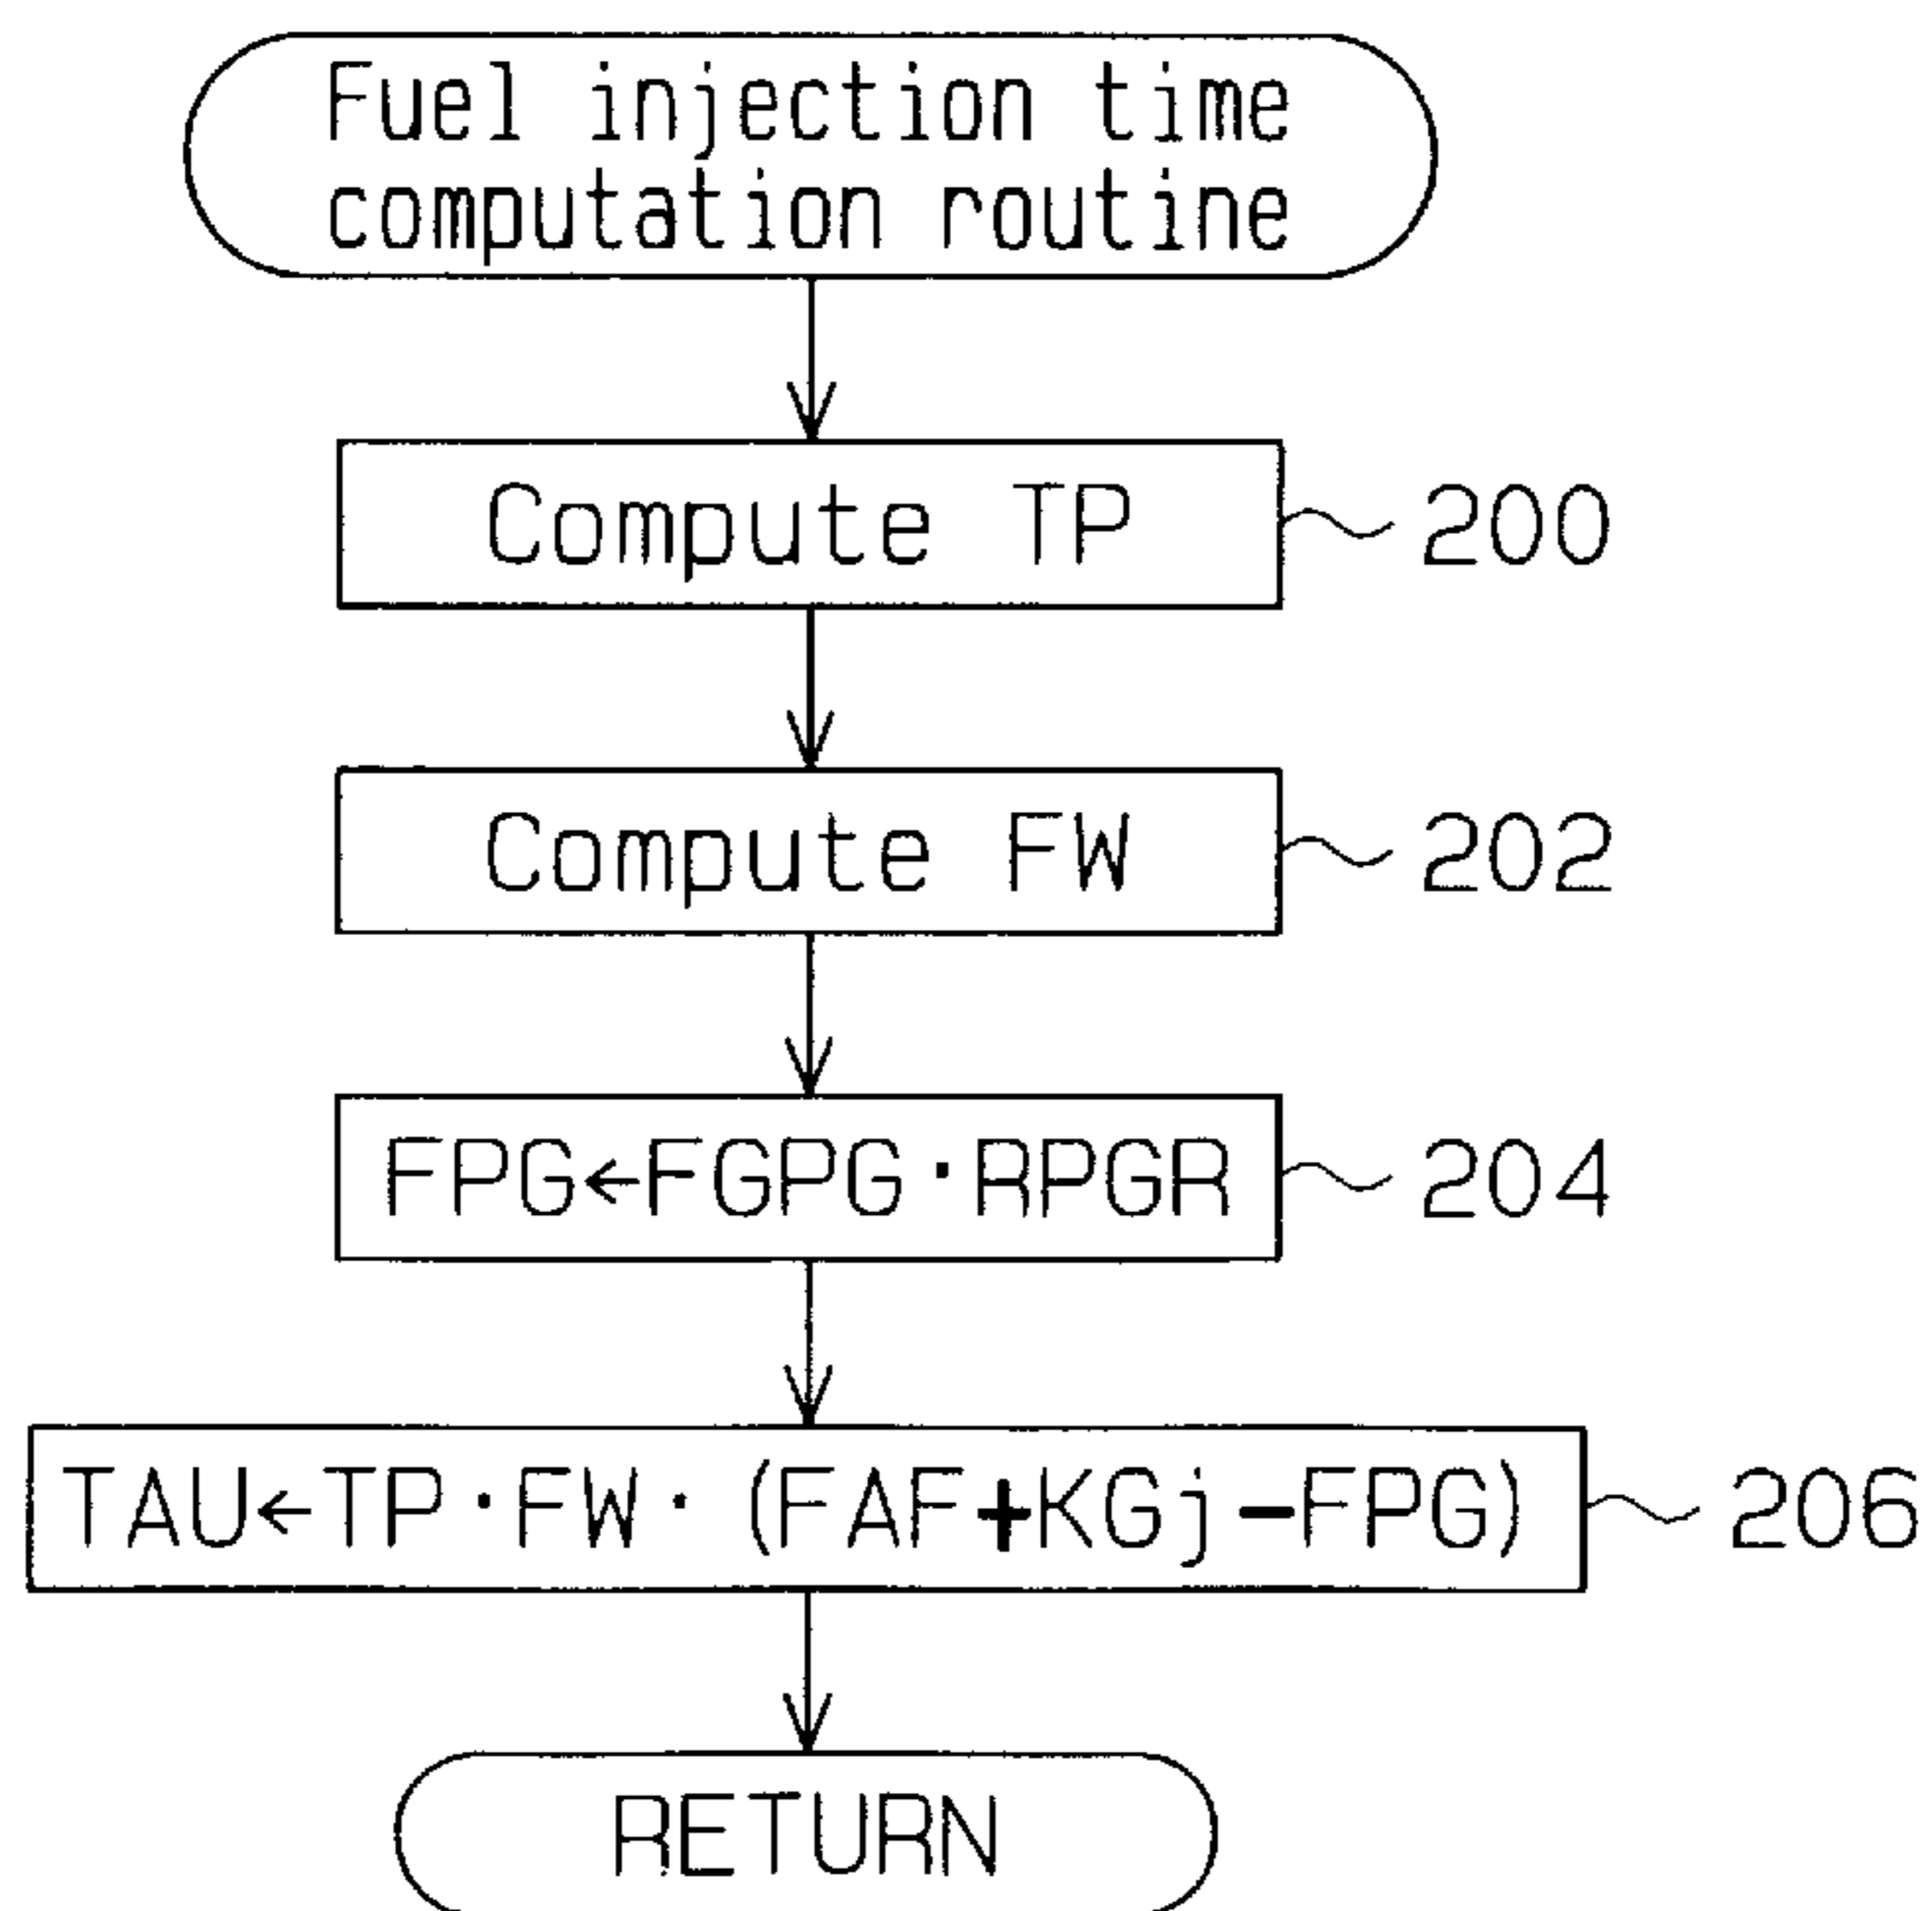 Fuel injection time
computation routine
Compute TP
200
Compute FW
202
FPG←FGPG·RPGR
204
TAU←TP·FW·(FAF+KGj-FPG)
206
RETURN